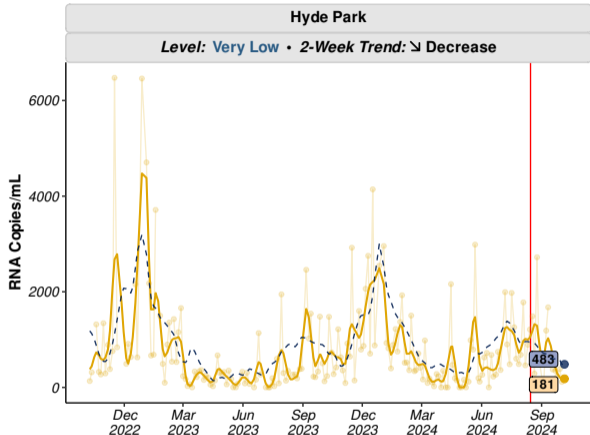 Hyde Park
Level: Very Low • 2-Week Trend: ↘ Decrease
RNA Copies/mL
6000
4000
2000
0
483
181
Dec 2022
Mar 2023
Jun 2023
Sep 2023
Dec 2023
Mar 2024
Jun 2024
Sep 2024